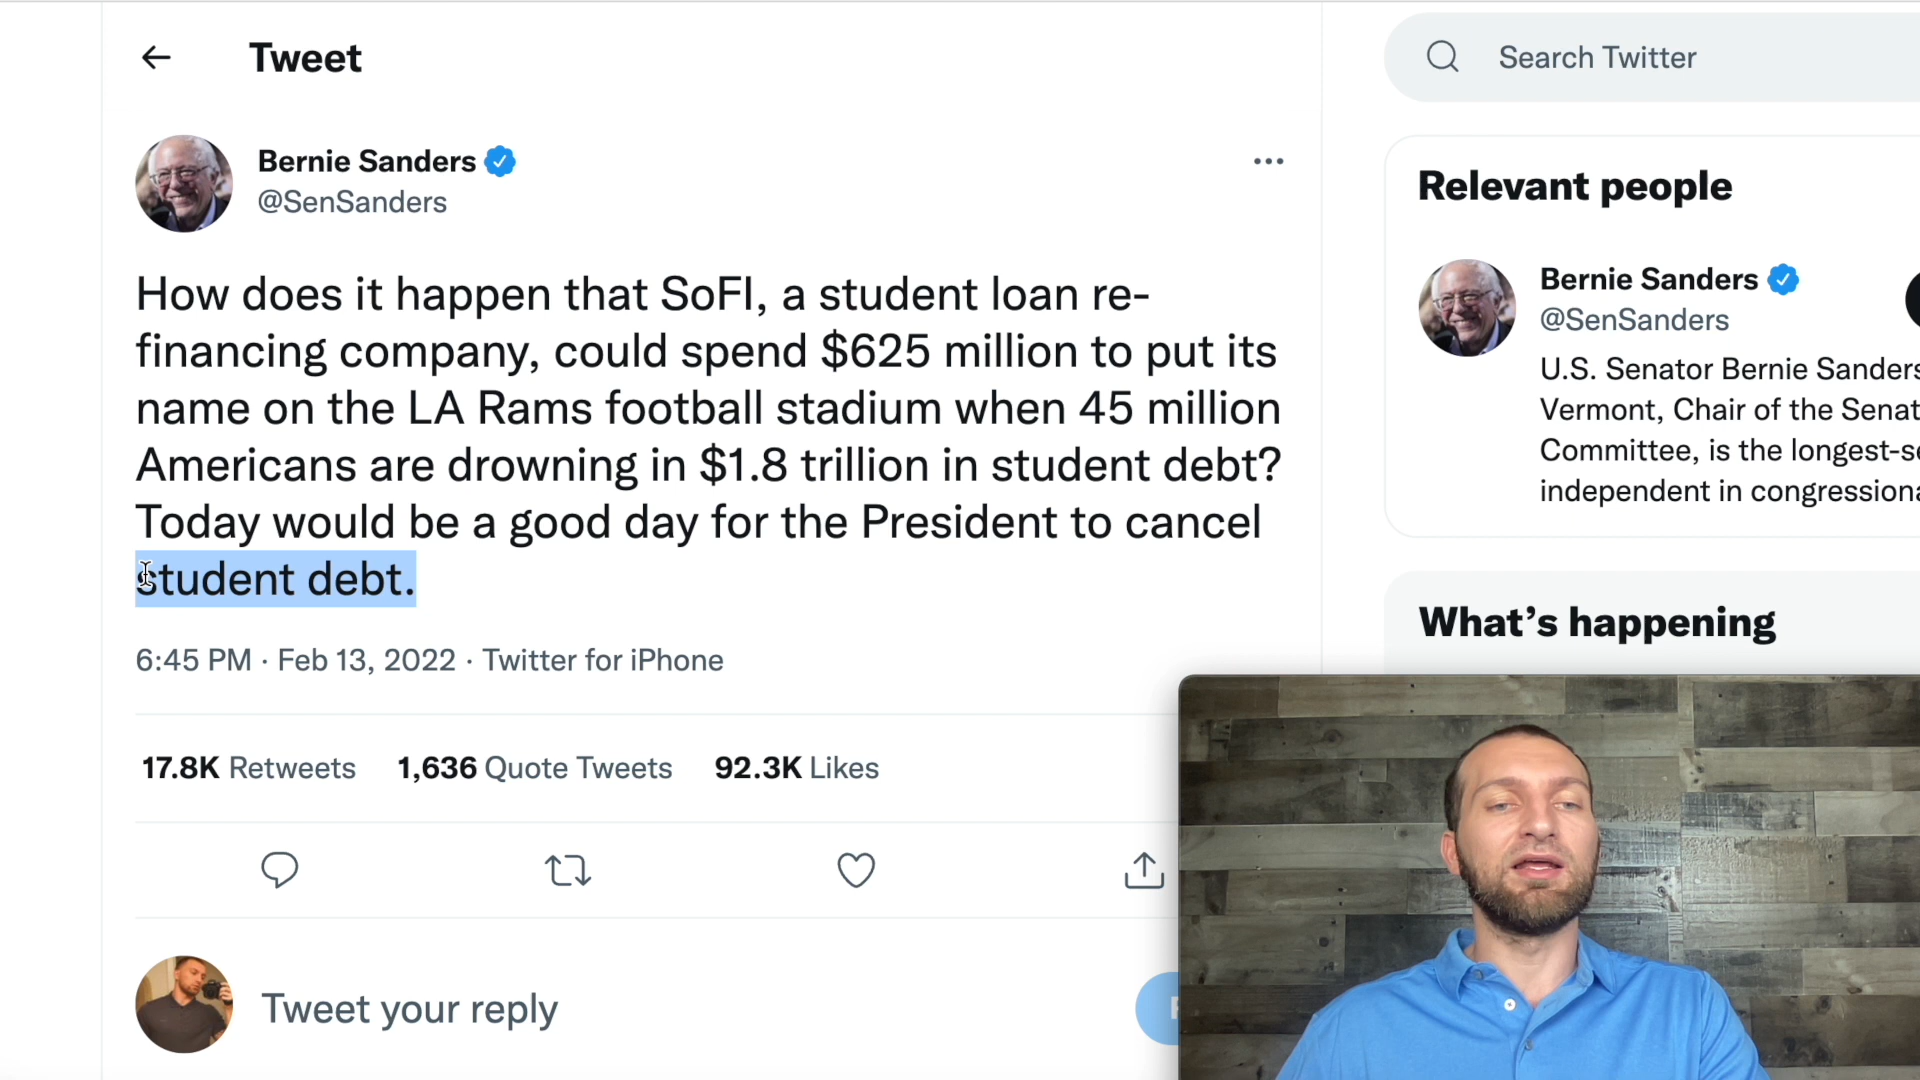 Tweet
Search Twitter
Bernie Sanders
@SenSanders
How does it happen that SoFI, a student loan re-
financing company, could spend $625 million to put its
name on the LA Rams football stadium when 45 million
Americans are drowning in $1.8 trillion in student debt?
Today would be a good day for the President to cancel
student debt.
6:45 PM · Feb 13, 2022 · Twitter for iPhone
17.8K Retweets 1,636 Quote Tweets 92.3K Likes
Tweet your reply
Relevant people
Bernie Sanders
@SenSanders
U.S. Senator Bernie Sanders
Vermont, Chair of the Senat
Committee, is the longest-se
independent in congressiona
What's happening